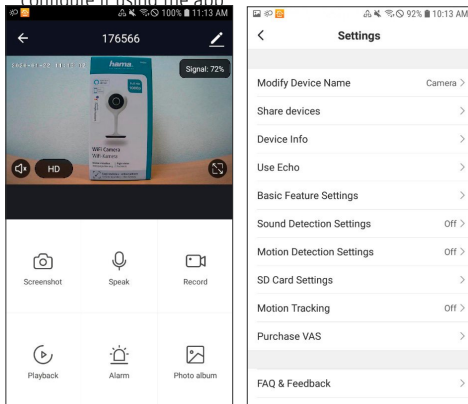 configure it using the app
100% 11:13 AM
176566
Signal: 72%
hama.
WiFi Camera
WiFi-Kamera
HD
Screenshot
Speak
Record
Playback
Alarm
Photo album
92% 10:13 AM
Settings
Modify Device Name Camera >
Share devices >
Device Info >
Use Echo >
Basic Feature Settings >
Sound Detection Settings Off >
Motion Detection Settings Off >
SD Card Settings >
Motion Tracking Off >
Purchase VAS >
FAQ & Feedback >